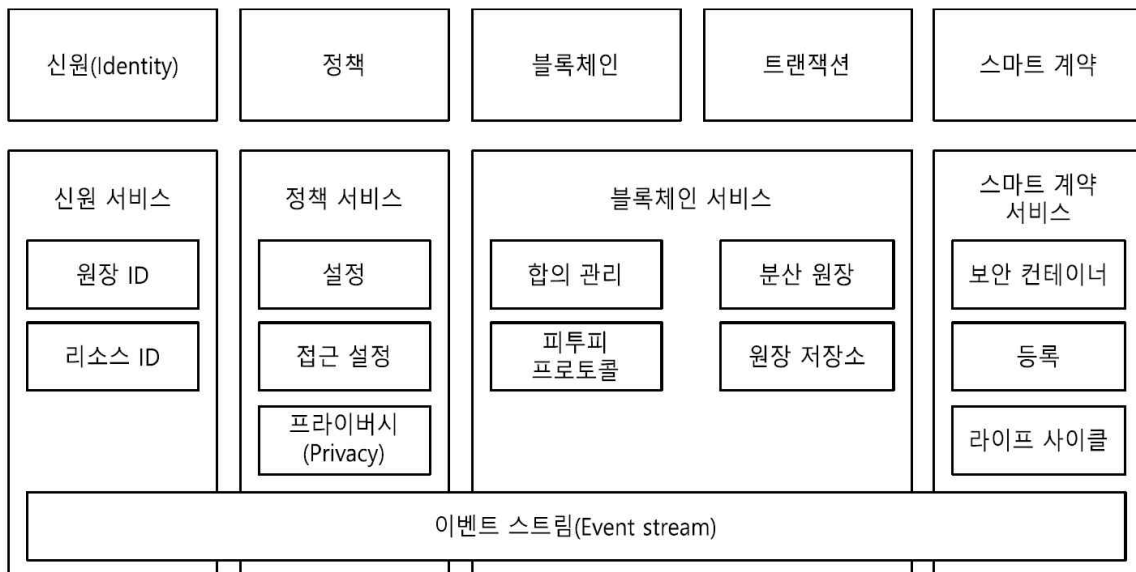 신원(Identity)
정책
블록체인
트랜잭션
스마트 계약
신원 서비스
원장 ID
리소스 ID
정책 서비스
설정
접근 설정
프라이버시
(Privacy)
블록체인 서비스
합의 관리
분산 원장
피투피
프로토콜
원장 저장소
스마트 계약
서비스
보안 컨테이너
등록
라이프 사이클
이벤트 스트림(Event stream)